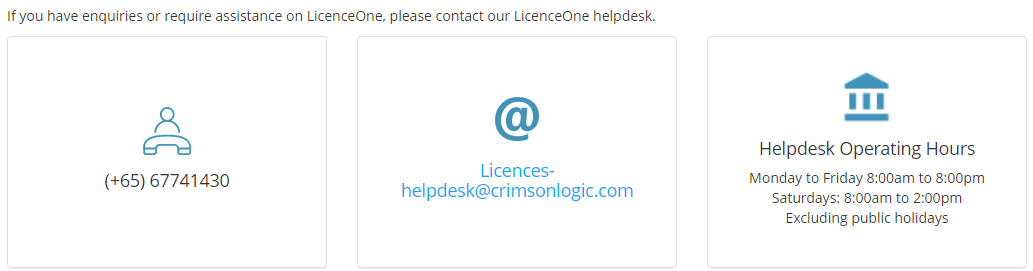 If you have enquiries or require assistance on LicenceOne, please contact our LicenceOne helpdesk.
(+65) 67741430
@
Licences-
helpdesk@crimsonlogic.com
Helpdesk Operating Hours
Monday to Friday 8:00am to 8:00pm
Saturdays: 8:00am to 2:00pm
Excluding public holidays